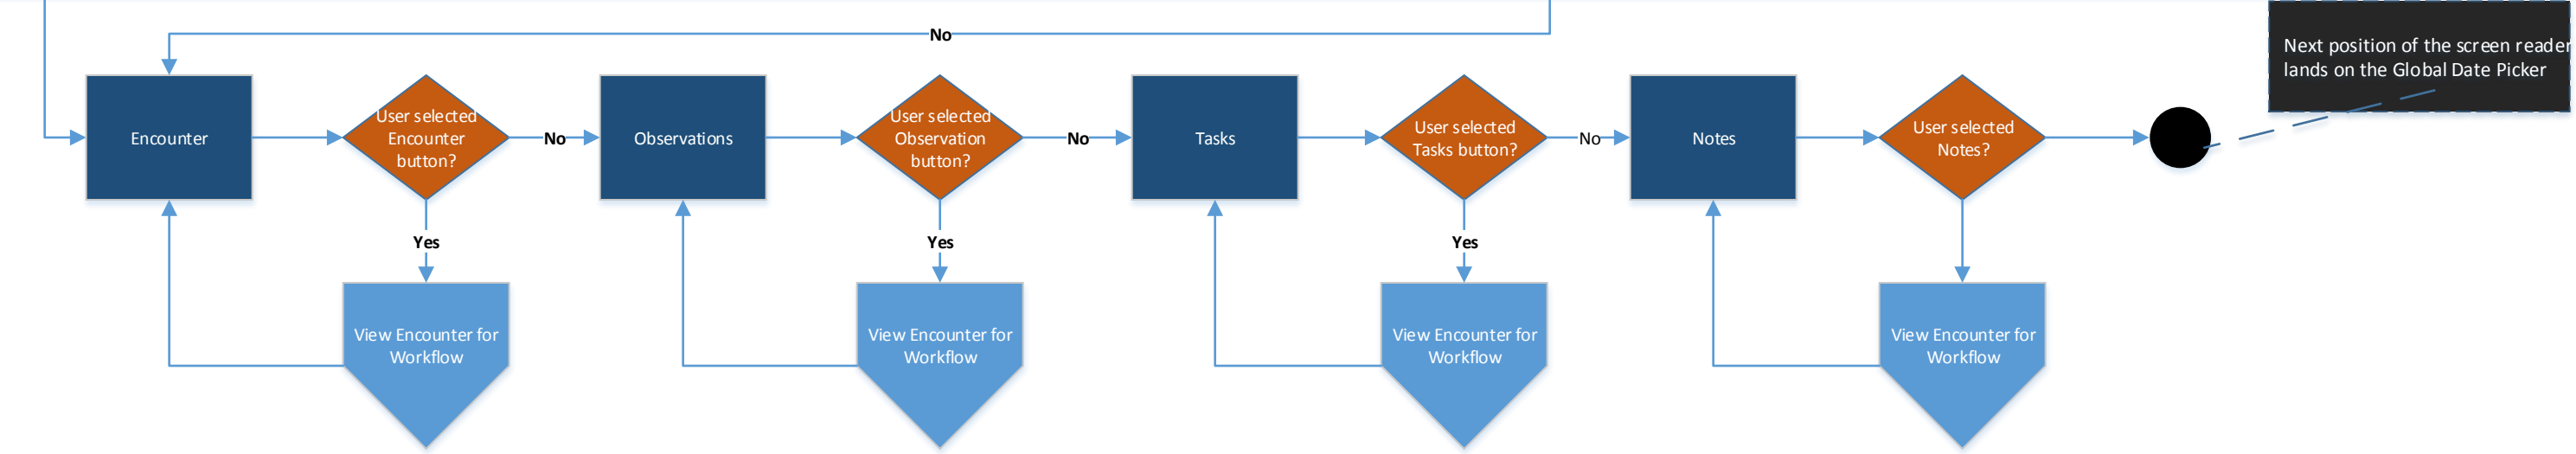 No
Next position of the screen reader
lands on the Global Date Picker
Encounter
User selected
Encounter
button?
No
Observations
User selected
Observation
button?
No
Tasks
User selected
Tasks button?
No
Notes
User selected
Notes?
Yes
Yes
Yes
View Encounter for
Workflow
View Encounter for
Workflow
View Encounter for
Workflow
View Encounter for
Workflow